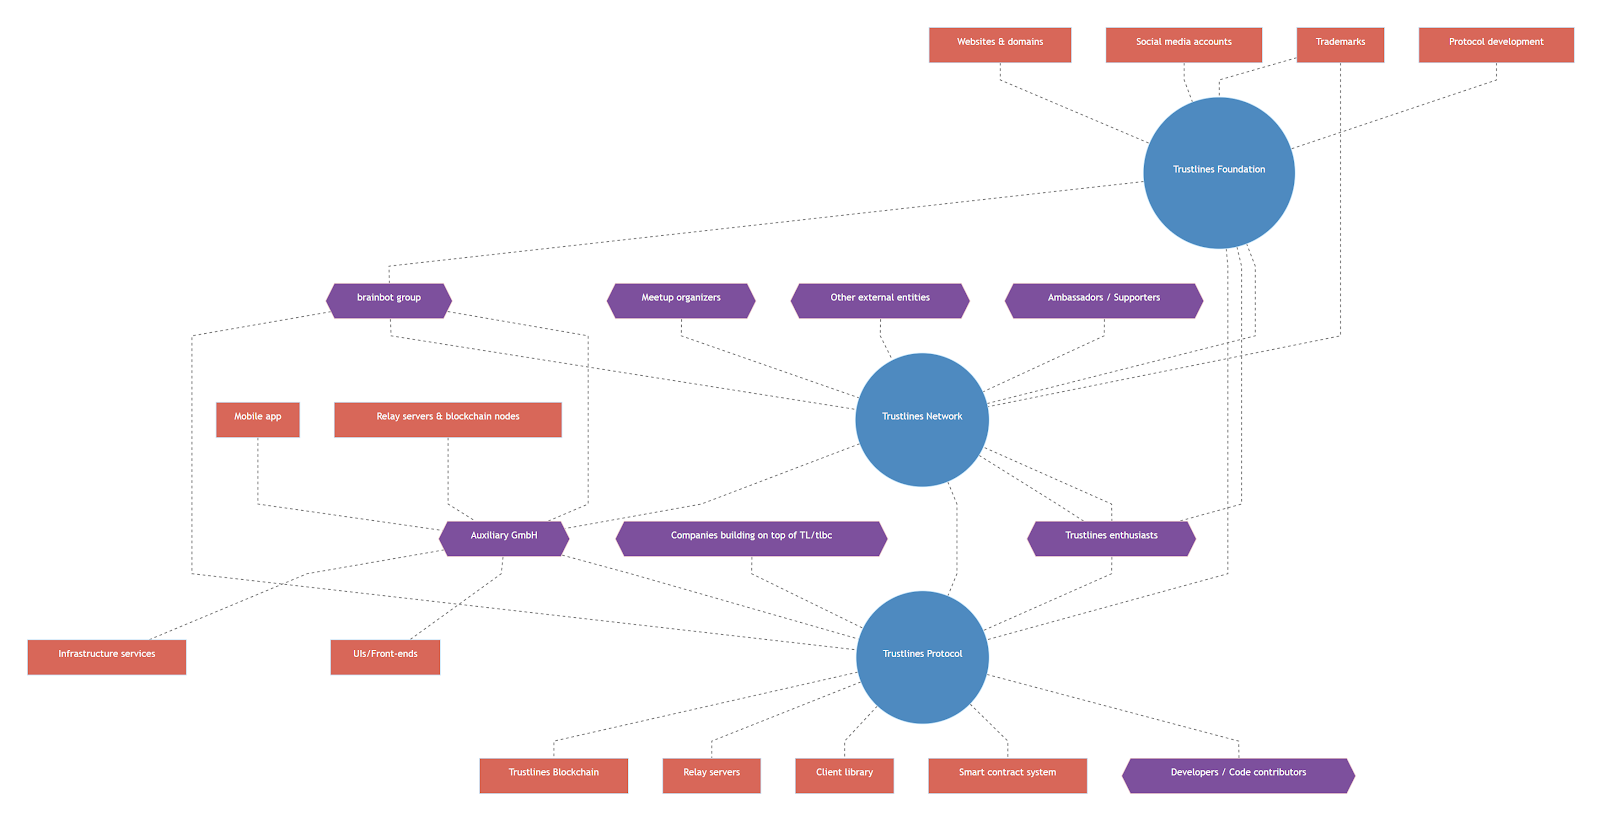 Websites & domains
Social media accounts
Trademarks
Protocol development
Trustlines Foundation
brainbot group
Meetup organizers
Other external entities
Ambassadors / Supporters
Mobile app
Relay servers & blockchain nodes
Trustlines Network
Auxiliary GmbH
Companies building on top of TL/tlbc
Trustlines enthusiasts
Infrastructure services
UIs/Front-ends
Trustlines Protocol
Trustlines Blockchain
Relay servers
Client library
Smart contract system
Developers / Code contributors